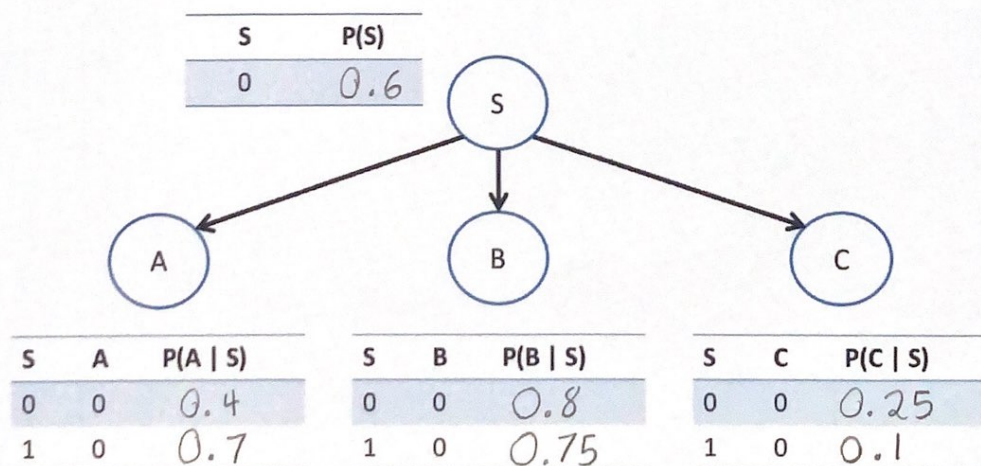 S P(S)
0 0.6
S
A
B
C
S A P(A | S)
0 0 0.4
1 0 0.7
S B P(B | S)
0 0 0.8
1 0 0.75
S C P(C | S)
0 0 0.25
1 0 0.1